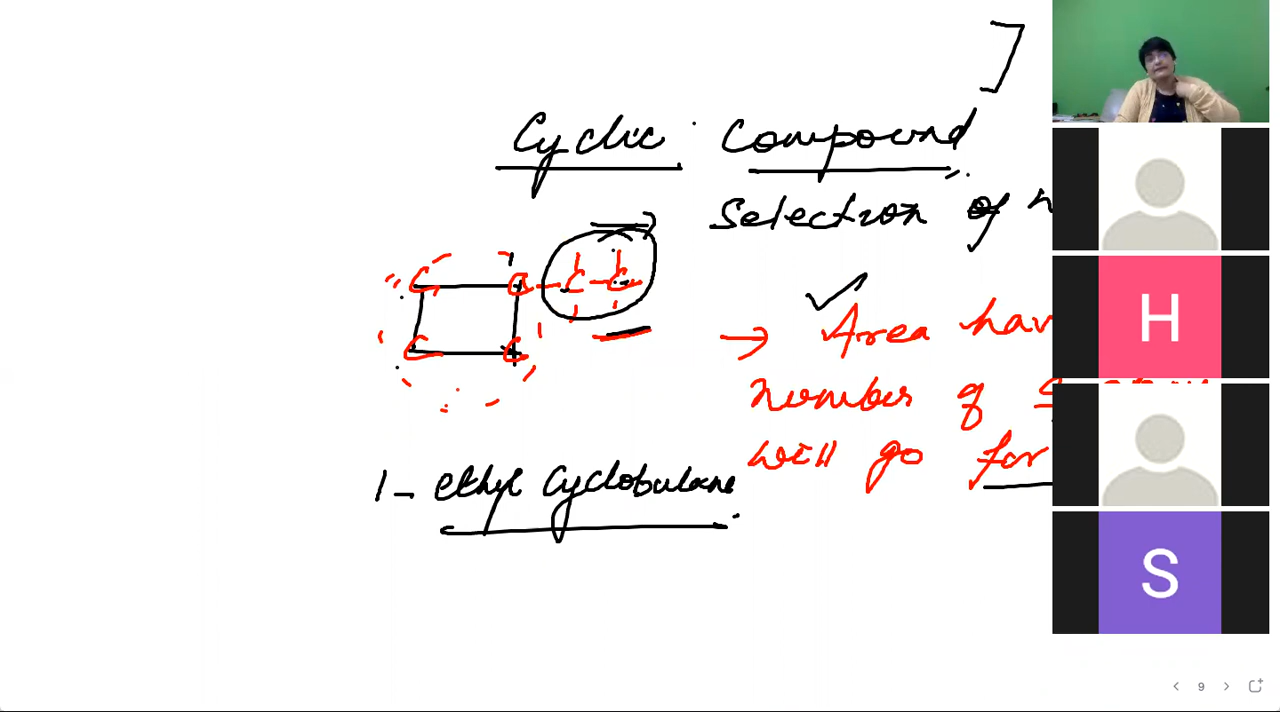 Cyclic Compound
Selection of
C C C C
→ Area hav
C C
number of
will go for
1- ethyl cyclobutane
H
S
9